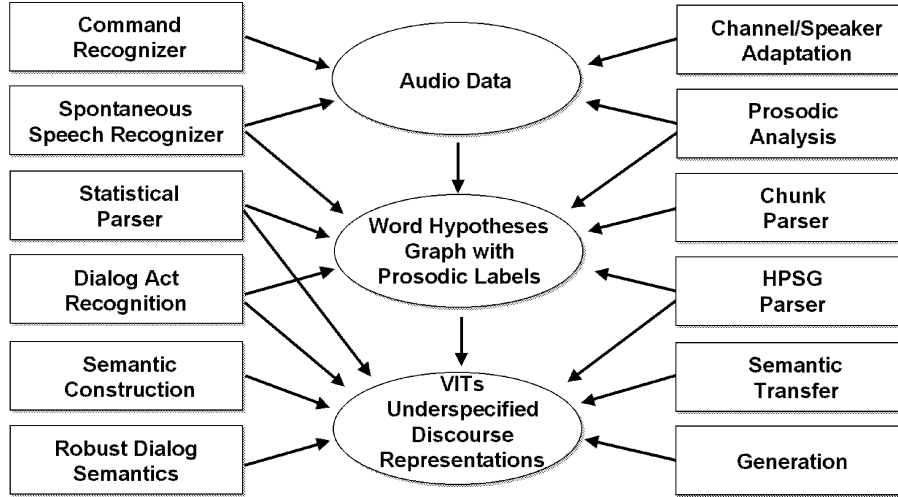 Command
Recognizer
Spontaneous
Speech Recognizer
Statistical
Parser
Dialog Act
Recognition
Semantic
Construction
Robust Dialog
Semantics
Audio Data
Word Hypotheses
Graph with
Prosodic Labels
VITs
Underspecified
Discourse
Representations
Channel/Speaker
Adaptation
Prosodic
Analysis
Chunk
Parser
HPSG
Parser
Semantic
Transfer
Generation